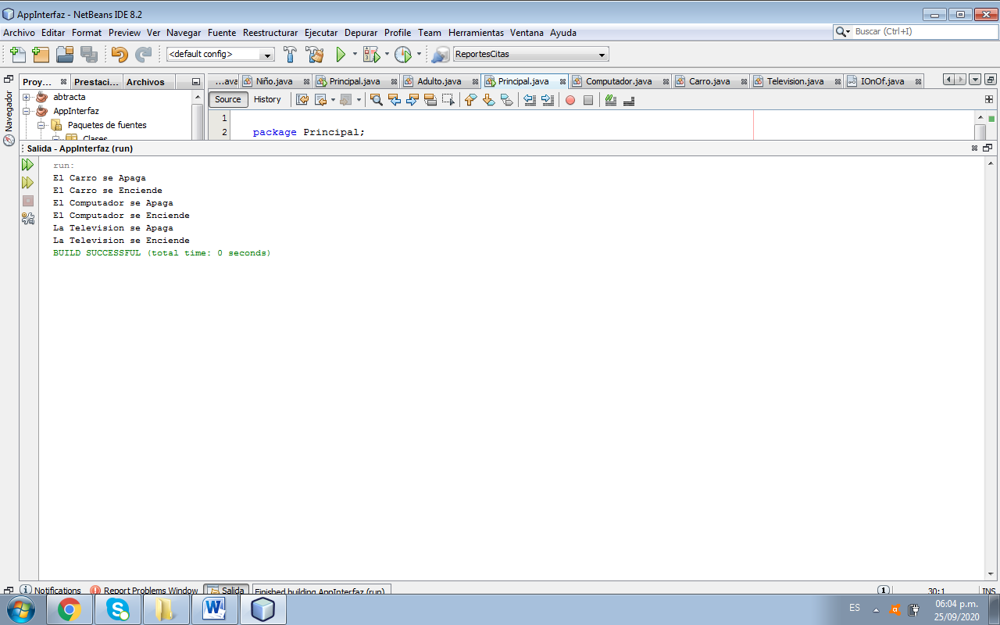 AppInterfaz - NetBeans IDE 8.2
Archivo Editar Format Preview Ver Navegar Fuente Reestructurar Ejecutar Depurar Profile Team Herramientas Ventana Ayuda
Buscar (Ctrl+I)
<default config>
ReportesCitas
Proy... Prestaci... Archivos
...ava Niño.java Principal.java Adulto.java Principal.java Computador.java Carro.java Television.java IOnOf.java
Navegador
abtracta
AppInterfaz
Paquetes de fuentes
Clases
Source History
1
2 package Principal;
Salida - AppInterfaz (run)
run:
El Carro se Apaga
El Carro se Enciende
El Computador se Apaga
El Computador se Enciende
La Television se Apaga
La Television se Enciende
BUILD SUCCESSFUL (total time: 0 seconds)
Notifications Report Problems Window Salida Finished building AppInterfaz (run). 1 30:1 INS
ES 06:04 p.m.
25/09/2020